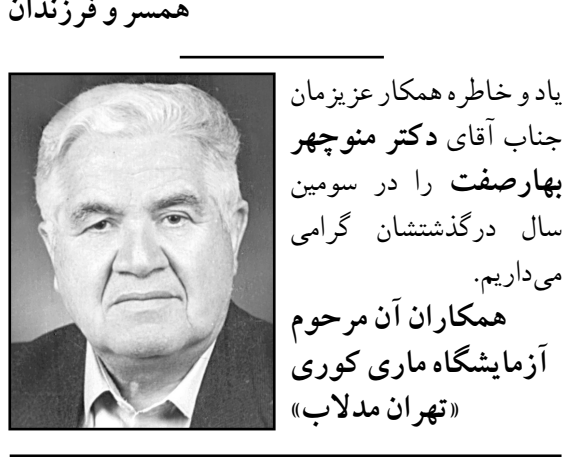 همسر و فرزندان
یاد و خاطره همکار عزیزمان
جناب آقای دکتر منوچهر
بهارصفت را در سومین
سال درگذشتشان گرامی
می‌داریم.
همکاران آن مرحوم
آزمایشگاه ماری کوری
«تهران مدلاب»